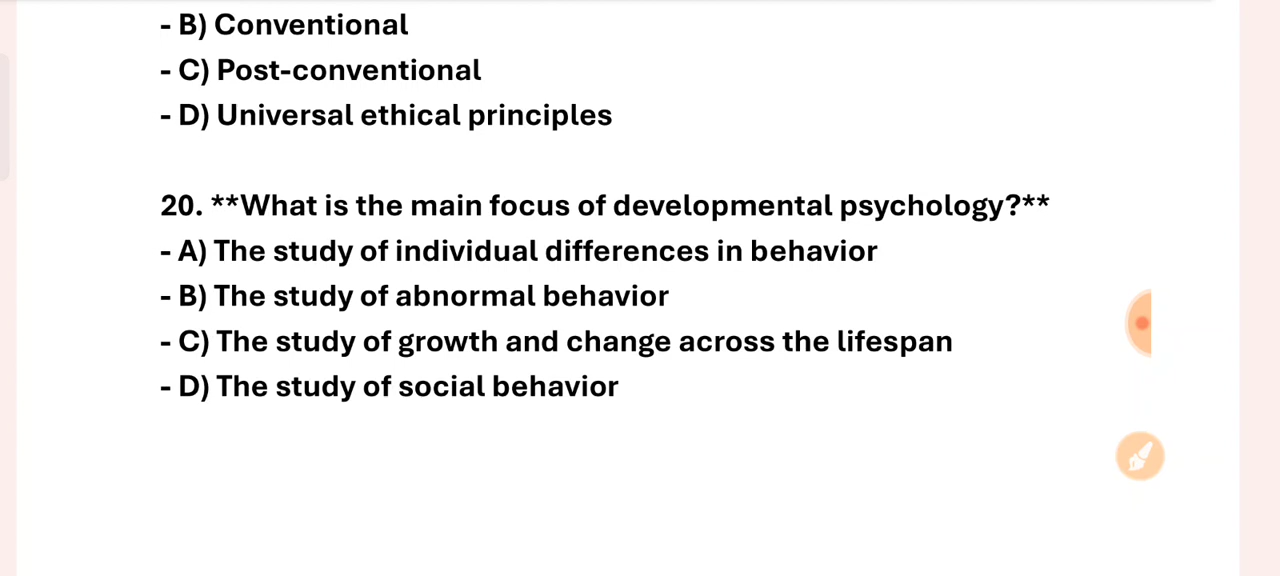 - B) Conventional
- C) Post-conventional
- D) Universal ethical principles
20. **What is the main focus of developmental psychology?**
- A) The study of individual differences in behavior
- B) The study of abnormal behavior
- C) The study of growth and change across the lifespan
- D) The study of social behavior